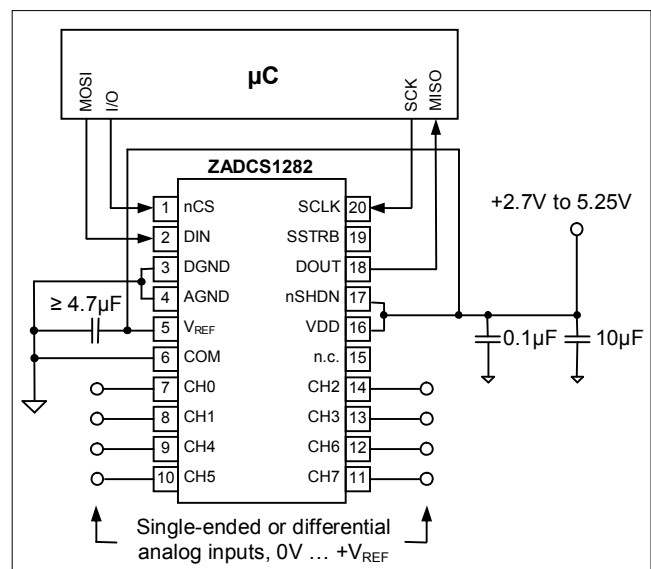 µC
MOSI
I/O
SCK
MISO
ZADCS1282
+2.7V to 5.25V
1 nCS SCLK 20
2 DIN SSTRB 19
3 DGND DOUT 18
4 AGND nSHDN 17
≥ 4.7µF
5 VREF VDD 16
0.1µF 10µF
6 COM n.c. 15
7 CH0 CH2 14
8 CH1 CH3 13
9 CH4 CH6 12
10 CH5 CH7 11
Single-ended or differential
analog inputs, 0V … +VREF